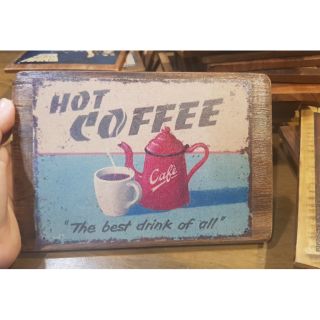 HOT
COFFEE
Café
"The best drink of all"